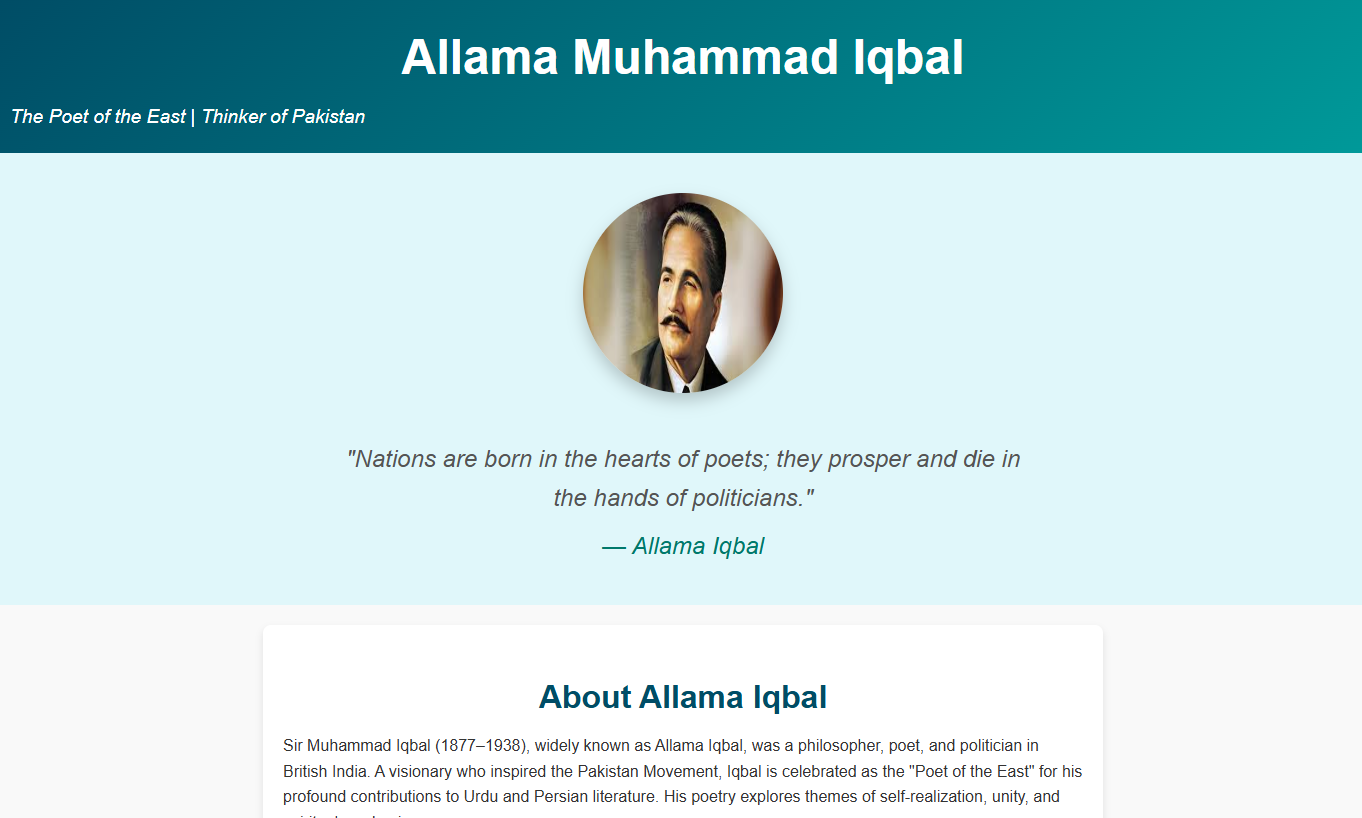 Allama Muhammad Iqbal
The Poet of the East | Thinker of Pakistan
"Nations are born in the hearts of poets; they prosper and die in
the hands of politicians."
— Allama Iqbal
About Allama Iqbal
Sir Muhammad Iqbal (1877–1938), widely known as Allama Iqbal, was a philosopher, poet, and politician in
British India. A visionary who inspired the Pakistan Movement, Iqbal is celebrated as the "Poet of the East" for his
profound contributions to Urdu and Persian literature. His poetry explores themes of self-realization, unity, and